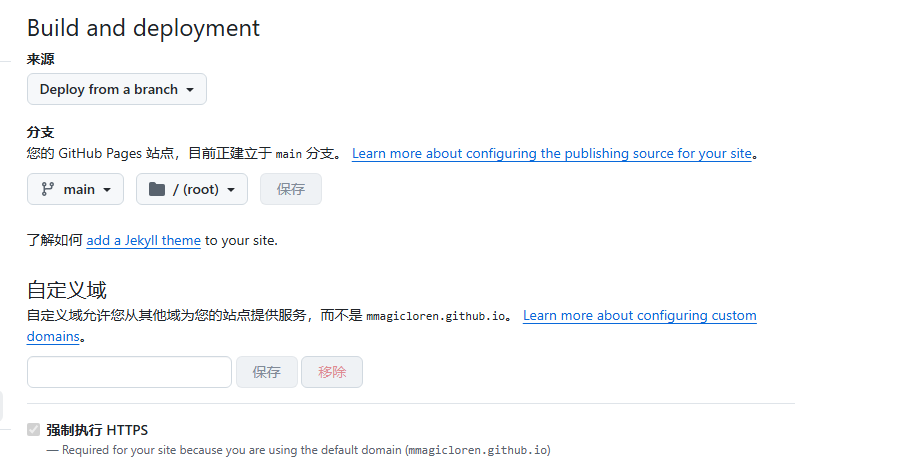 Build and deployment
来源
Deploy from a branch
分支
您的 GitHub Pages 站点，目前正建立于 main 分支。 Learn more about configuring the publishing source for your site。
main / (root) 保存
了解如何 add a Jekyll theme to your site.
自定义域
自定义域允许您从其他域为您的站点提供服务，而不是 mmagicloren.github.io。 Learn more about configuring custom
domains。
保存 移除
强制执行 HTTPS
— Required for your site because you are using the default domain (mmagicloren.github.io)